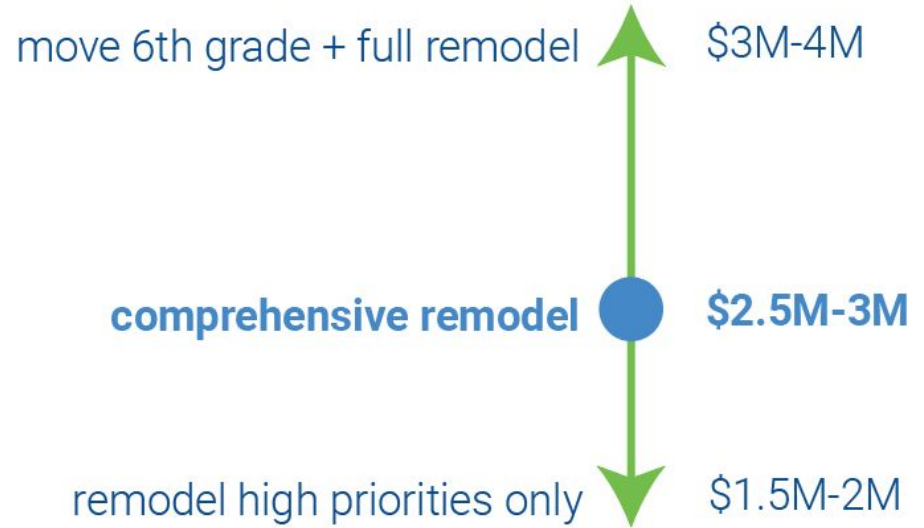 move 6th grade + full remodel $3M-4M
comprehensive remodel $2.5M-3M
remodel high priorities only $1.5M-2M